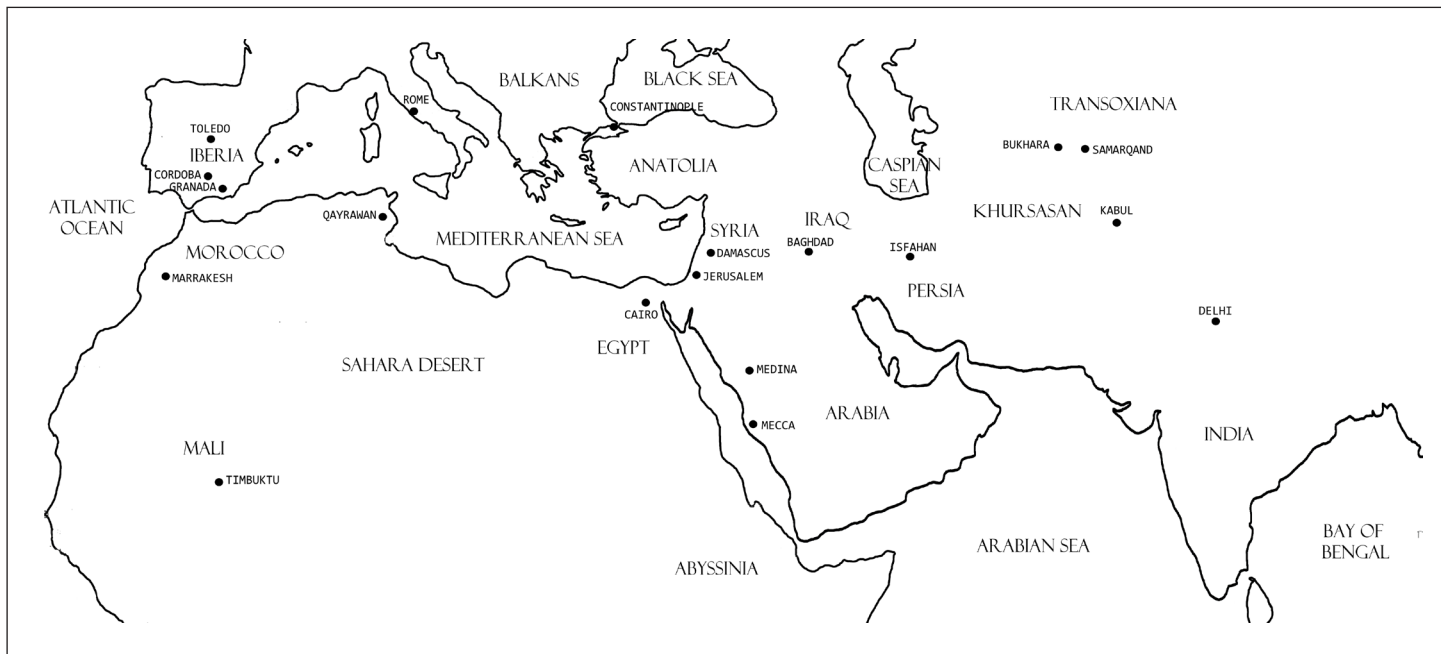 BALKANS
BLACK SEA
ROME
CONSTANTINOPLE
TRANSOXIANA
TOLEDO
IBERIA
BUKHARA
SAMARQAND
ANATOLIA
CASPIAN
SEA
CORDOBA
GRANADA
ATLANTIC
OCEAN
QAYRAWAN
KHURSASAN
KABUL
MEDITERRANEAN SEA
SYRIA
IRAQ
BAGHDAD
ISFAHAN
MOROCCO
DAMASCUS
MARRAKESH
JERUSALEM
PERSIA
CAIRO
DELHI
EGYPT
SAHARA DESERT
MEDINA
ARABIA
MECCA
INDIA
MALI
TIMBUKTU
BAY OF
BENGAL
ARABIAN SEA
ABYSSINIA